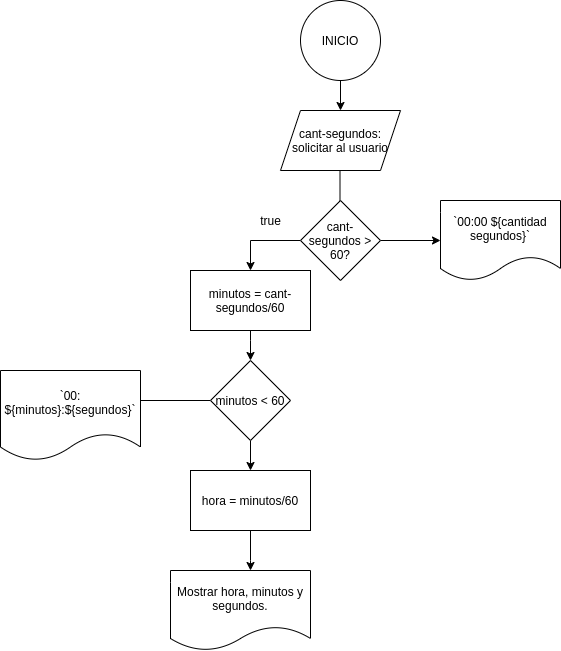 INICIO
cant-segundos:
solicitar al usuario
true
cant-
segundos >
60?
`00:00 ${cantidad
segundos}`
minutos = cant-
segundos/60
`00:
${minutos}:${segundos}`
minutos < 60
hora = minutos/60
Mostrar hora, minutos y
segundos.